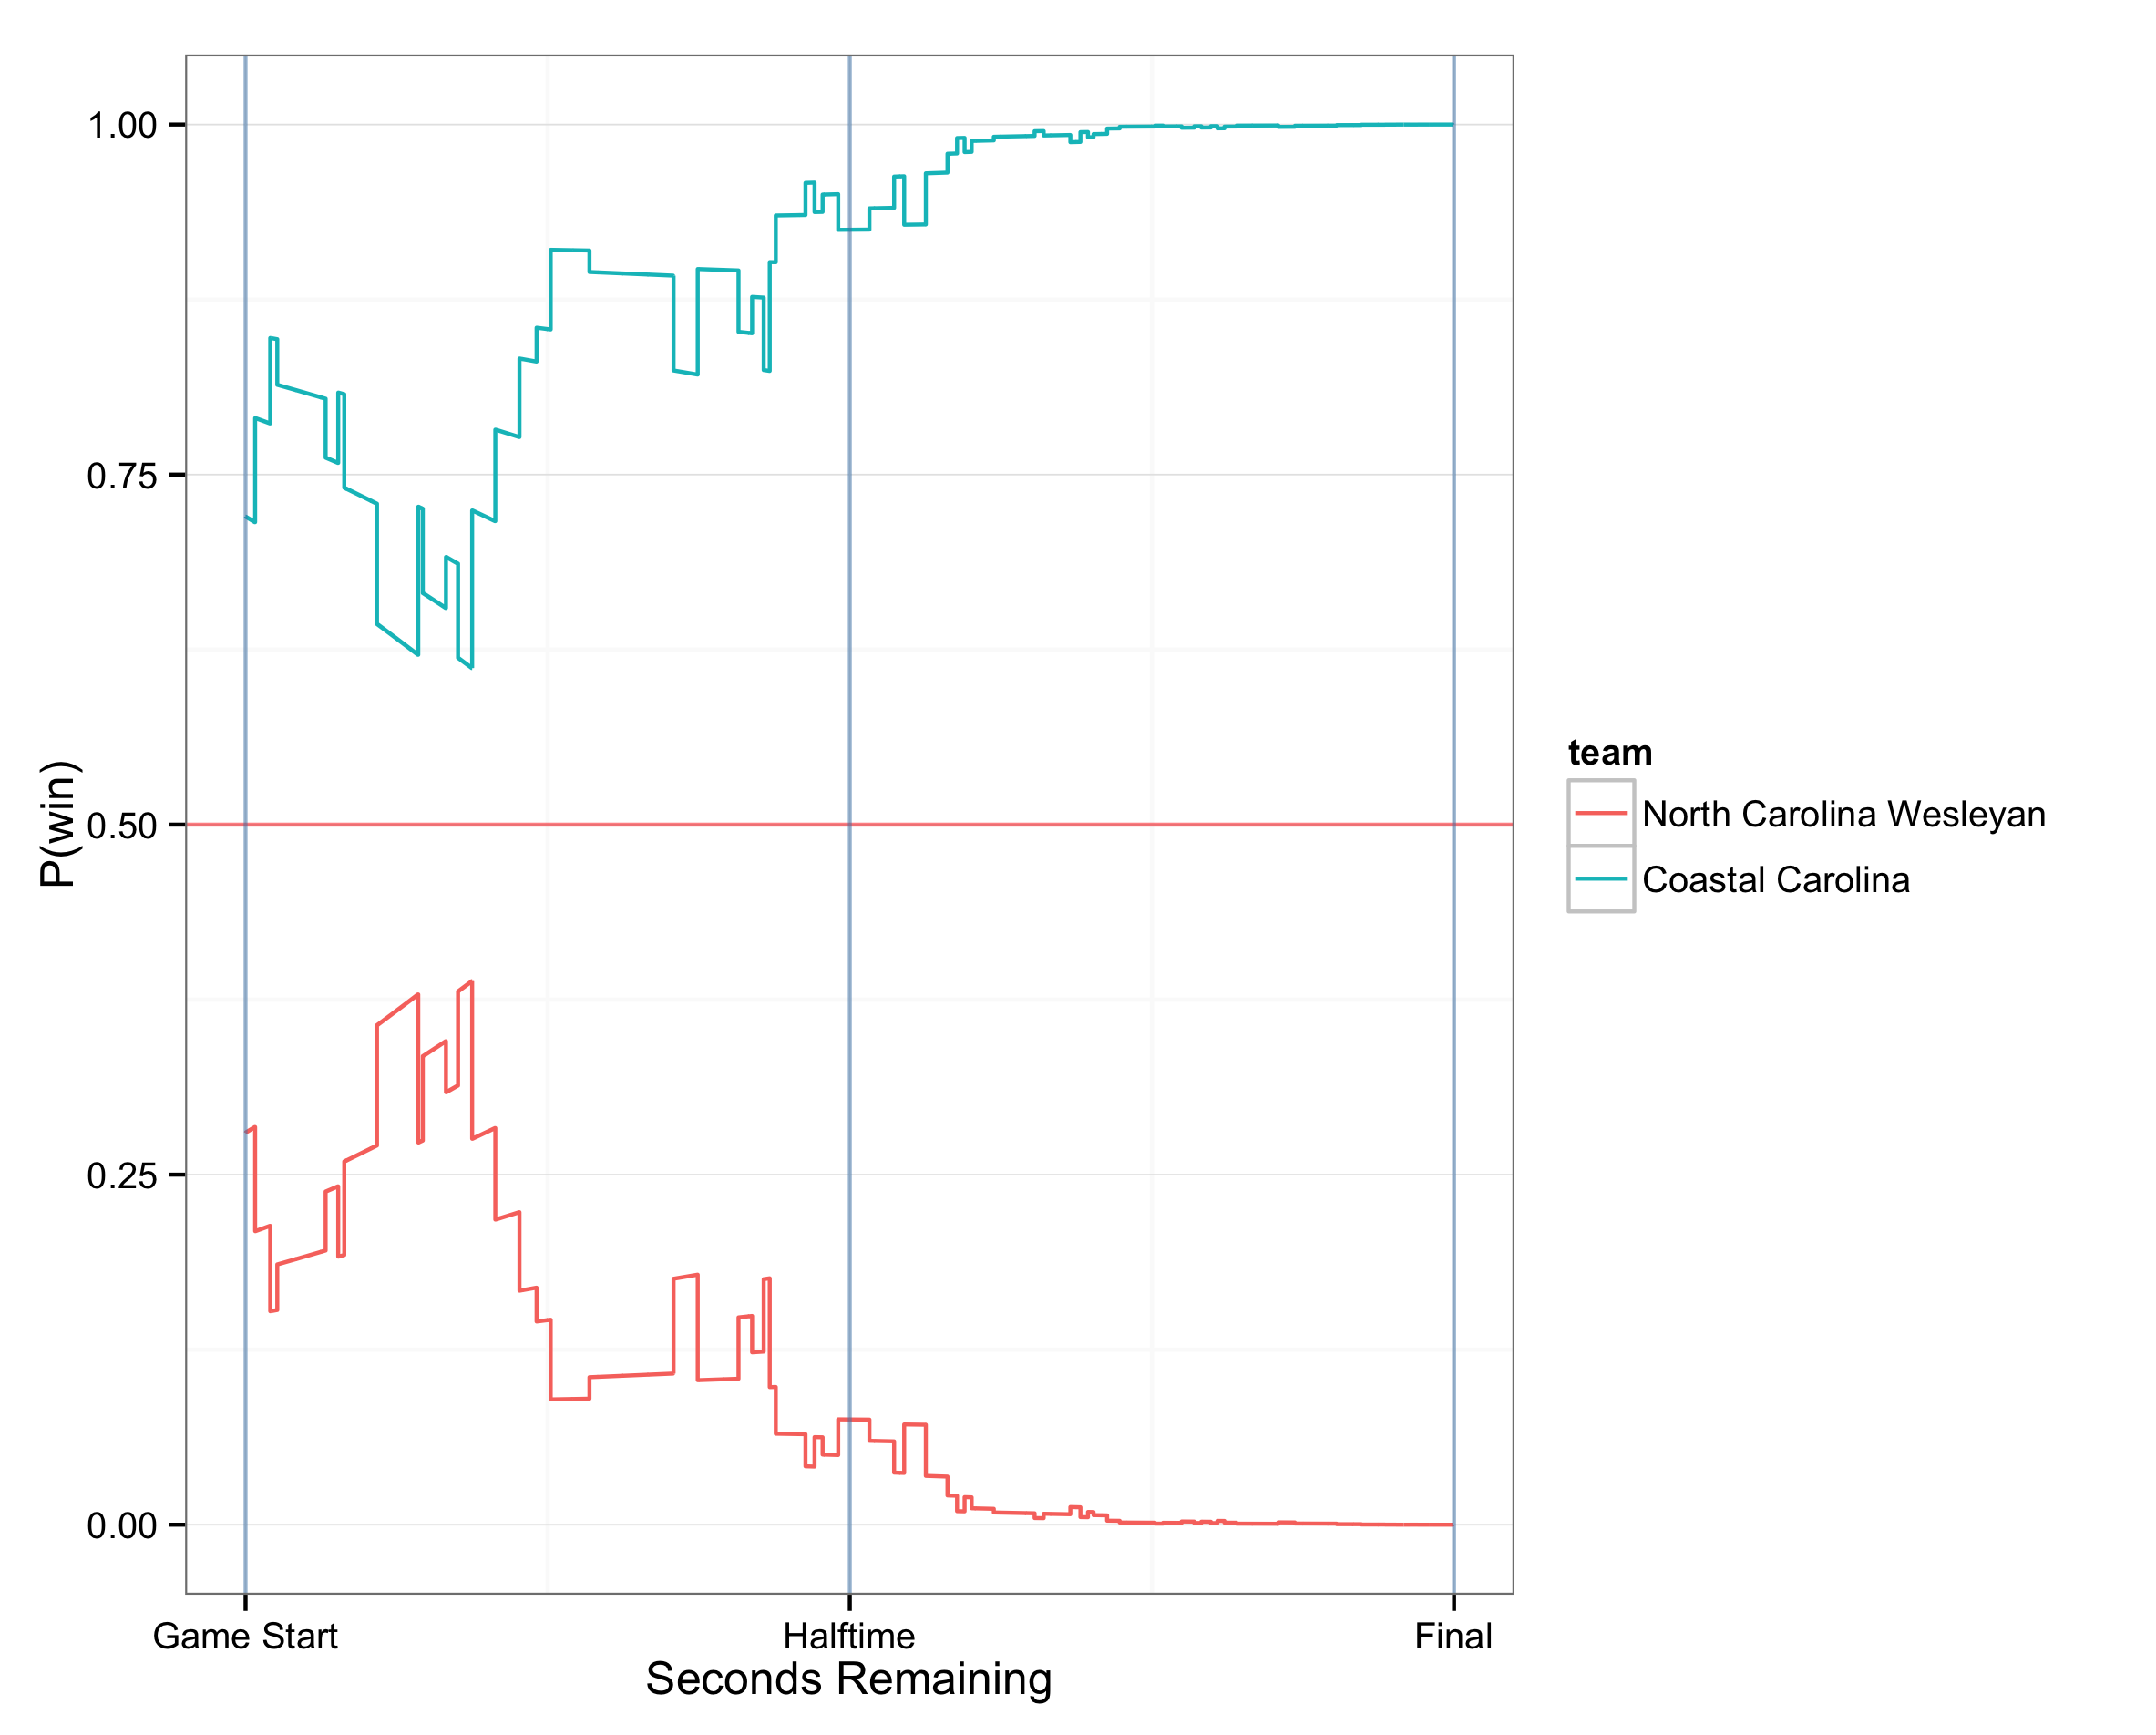 1.00
0.75
0.50
0.25
0.00
P(win)
Game Start
Halftime
Final
Seconds Remaining
team
North Carolina Wesleyan
Coastal Carolina